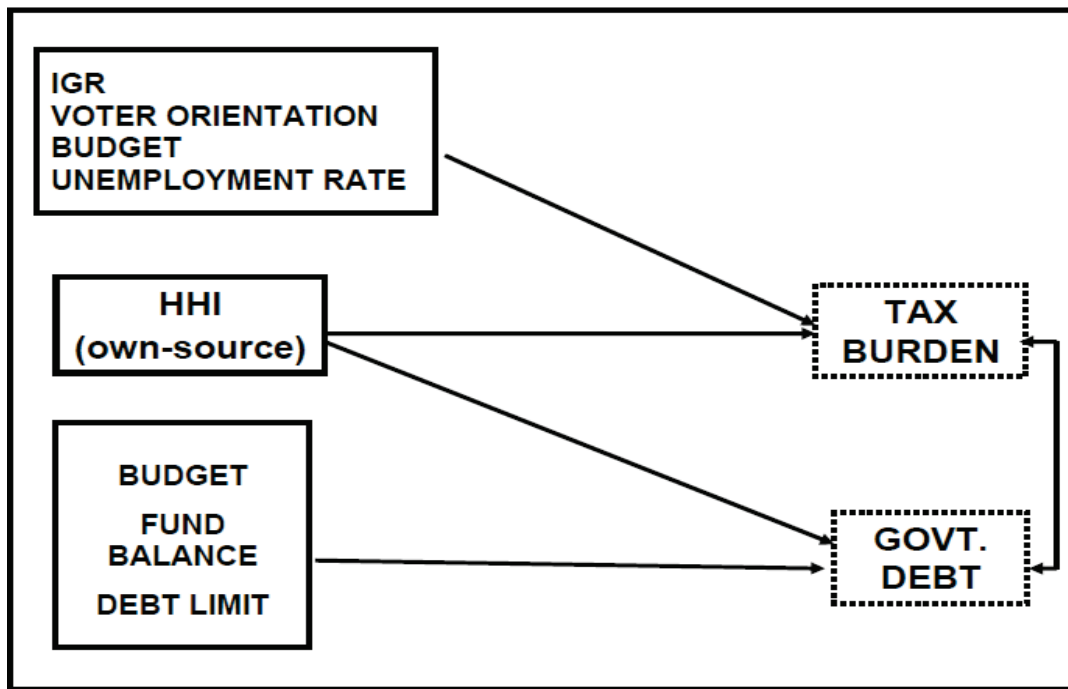 IGR
VOTER ORIENTATION
BUDGET
UNEMPLOYMENT RATE
HHI
(own-source)
TAX
BURDEN
BUDGET
FUND
BALANCE
DEBT LIMIT
GOVT.
DEBT